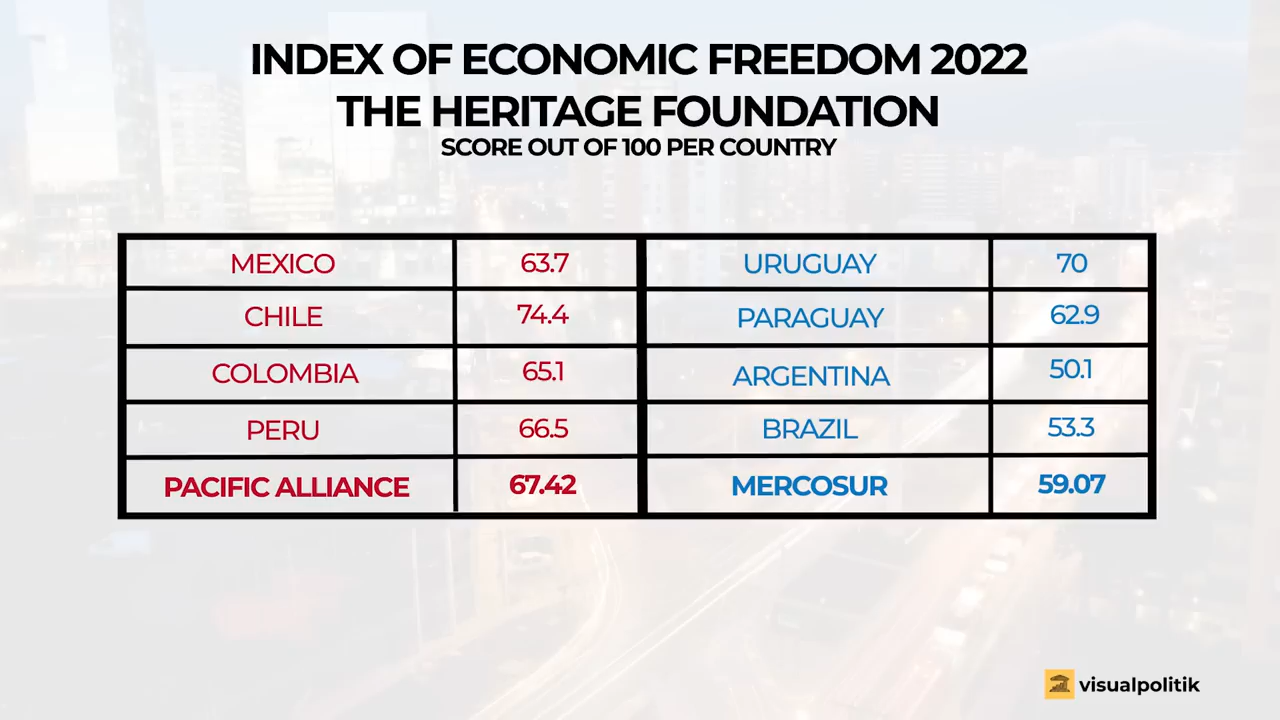 INDEX OF ECONOMIC FREEDOM 2022
THE HERITAGE FOUNDATION
SCORE OUT OF 100 PER COUNTRY
MEXICO 63.7 URUGUAY 70
CHILE 74.4 PARAGUAY 62.9
COLOMBIA 65.1 ARGENTINA 50.1
PERU 66.5 BRAZIL 53.3
PACIFIC ALLIANCE 67.42 MERCOSUR 59.07
visualpolitik